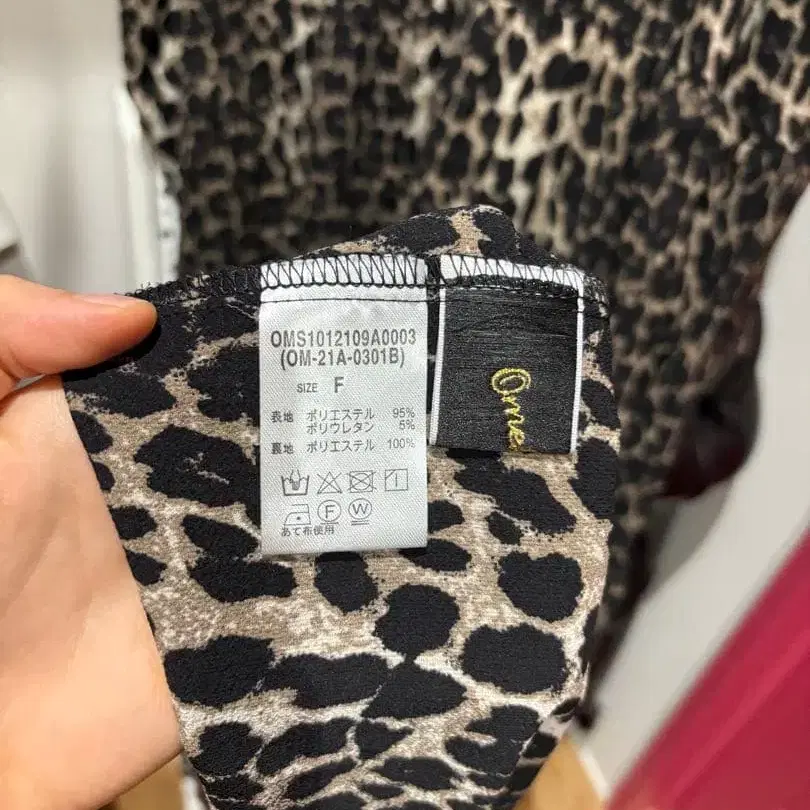 OMS1012109A0003
(OM-21A-0301B)
SIZE F
表地 ポリエステル 95%
ポリウレタン 5%
裏地 ポリエステル 100%
F W
あて布使用